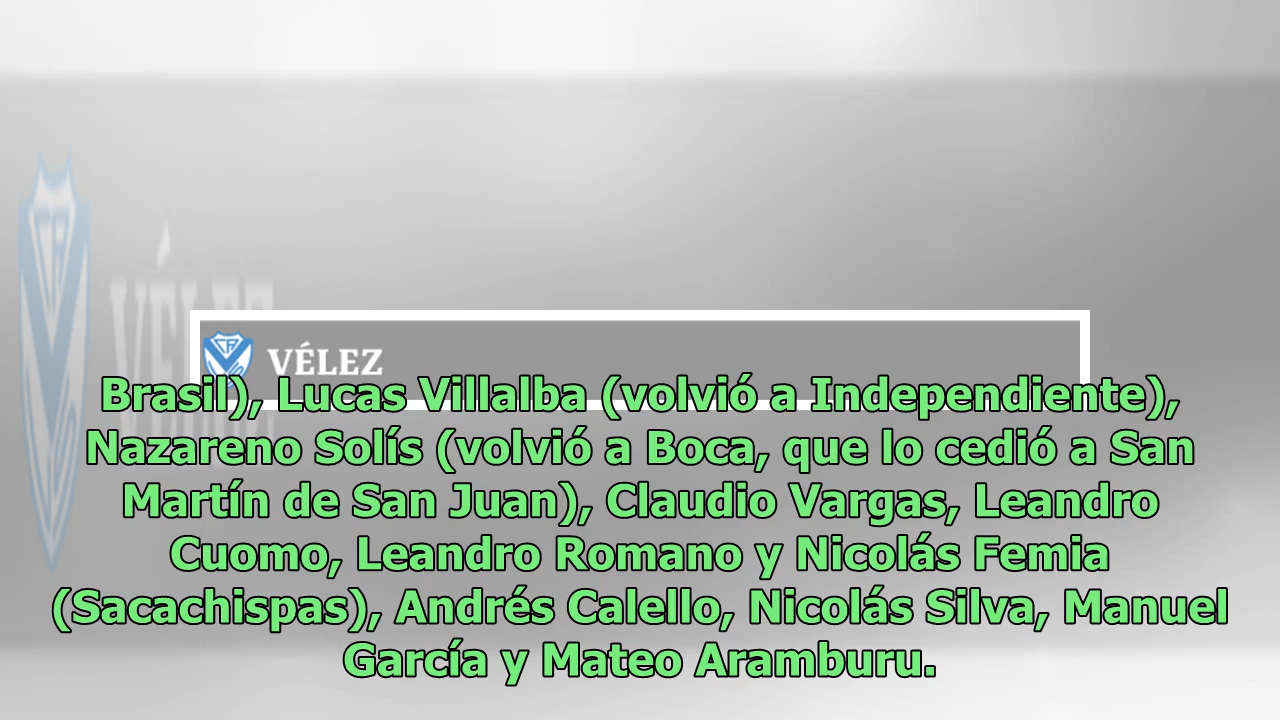 VÉLEZ
VÉLEZ
Brasil), Lucas Villalba (volvió a Independiente),
Nazareno Solís (volvió a Boca, que lo cedió a San
Martín de San Juan), Claudio Vargas, Leandro
Cuomo, Leandro Romano y Nicolás Femia
(Sacachispas), Andrés Calello, Nicolás Silva, Manuel
García y Mateo Aramburu.